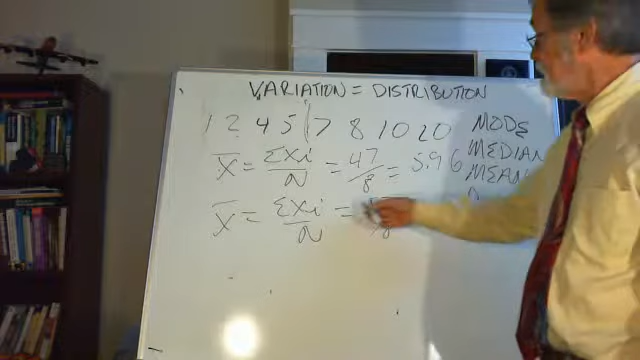 VARIATION = DISTRIBUTION
1 2 4 5 7 8 10 20 MODE
X̄ = ΣXi/N = 47/8 = 5.96 MEDIAN
MEAN
X̄ = ΣXi/N =